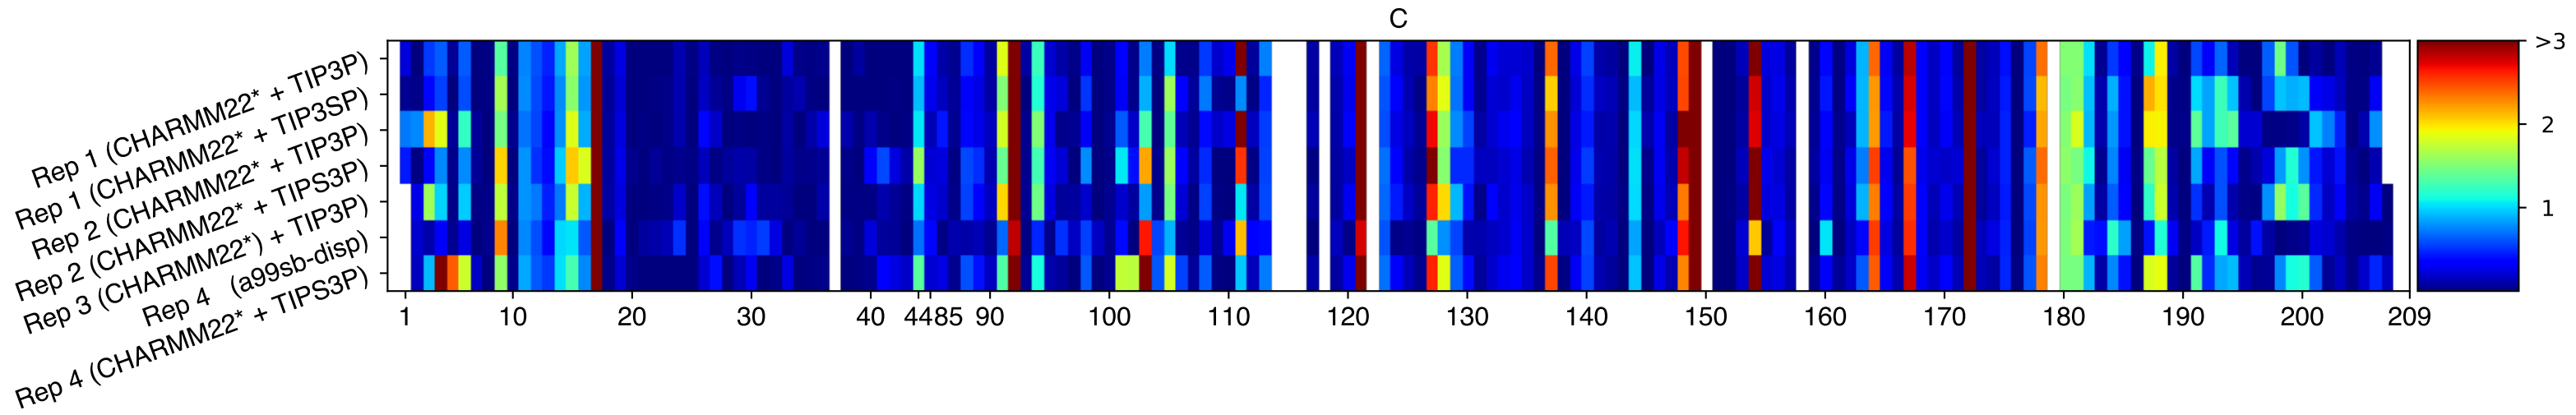 C
Rep 1 (CHARMM22* + TIP3P)
Rep 1 (CHARMM22* + TIP3SP)
Rep 2 (CHARMM22* + TIP3P)
Rep 2 (CHARMM22* + TIPS3P)
Rep 3 (CHARMM22*) + TIP3P)
Rep 4 (a99sb-disp)
Rep 4 (CHARMM22* + TIPS3P)
1 10 20 30 40 4485 90 100 110 120 130 140 150 160 170 180 190 200 209
>3
2
1